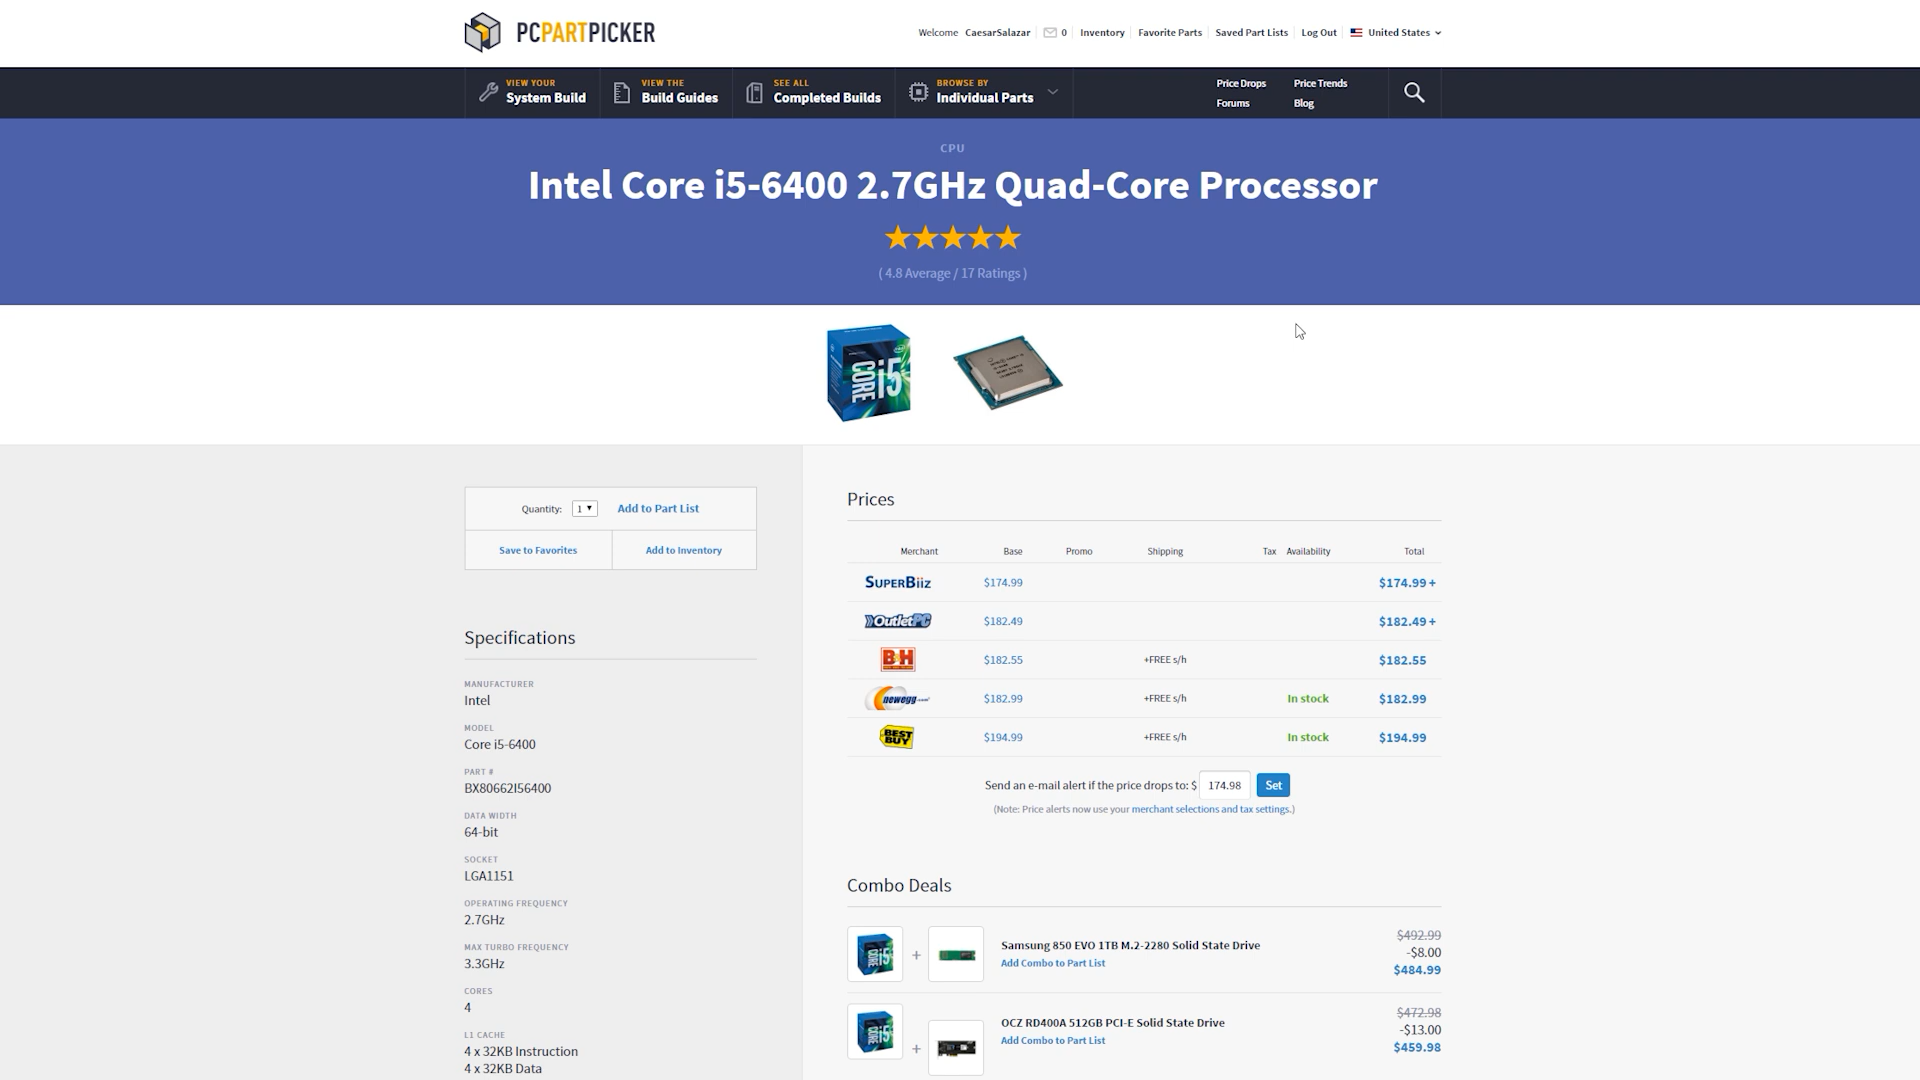 PCPARTPICKER
Welcome CaesarSalazar 0 Inventory Favorite Parts Saved Part Lists Log Out United States
VIEW YOUR
System Build
VIEW THE
Build Guides
SEE ALL
Completed Builds
BROWSE BY
Individual Parts
Price Drops
Price Trends
Forums
Blog
CPU
Intel Core i5-6400 2.7GHz Quad-Core Processor
( 4.8 Average / 17 Ratings )
CORE i5
Quantity: 1 Add to Part List
Save to Favorites
Add to Inventory
Specifications
MANUFACTURER
Intel
MODEL
Core i5-6400
PART #
BX80662I56400
DATA WIDTH
64-bit
SOCKET
LGA1151
OPERATING FREQUENCY
2.7GHz
MAX TURBO FREQUENCY
3.3GHz
CORES
4
L1 CACHE
4 x 32KB Instruction
4 x 32KB Data
Prices
Merchant Base Promo Shipping Tax Availability Total
SUPERBiiz $174.99 $174.99+
OutletPC $182.49 $182.49+
B&H $182.55 +FREE s/h $182.55
newegg.com $182.99 +FREE s/h In stock $182.99
BEST BUY $194.99 +FREE s/h In stock $194.99
Send an e-mail alert if the price drops to: $ 174.98 Set
(Note: Price alerts now use your merchant selections and tax settings.)
Combo Deals
i5 +
Samsung 850 EVO 1TB M.2-2280 Solid State Drive
Add Combo to Part List
$492.99
-$8.00
$484.99
i5 +
OCZ RD400A 512GB PCI-E Solid State Drive
Add Combo to Part List
$472.98
-$13.00
$459.98